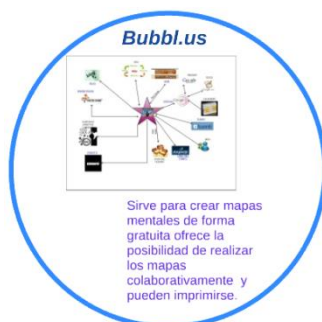 Bubbl.us
Sirve para crear mapas
mentales de forma
gratuita ofrece la
posibilidad de realizar
los mapas
colaborativamente y
pueden imprimirse.